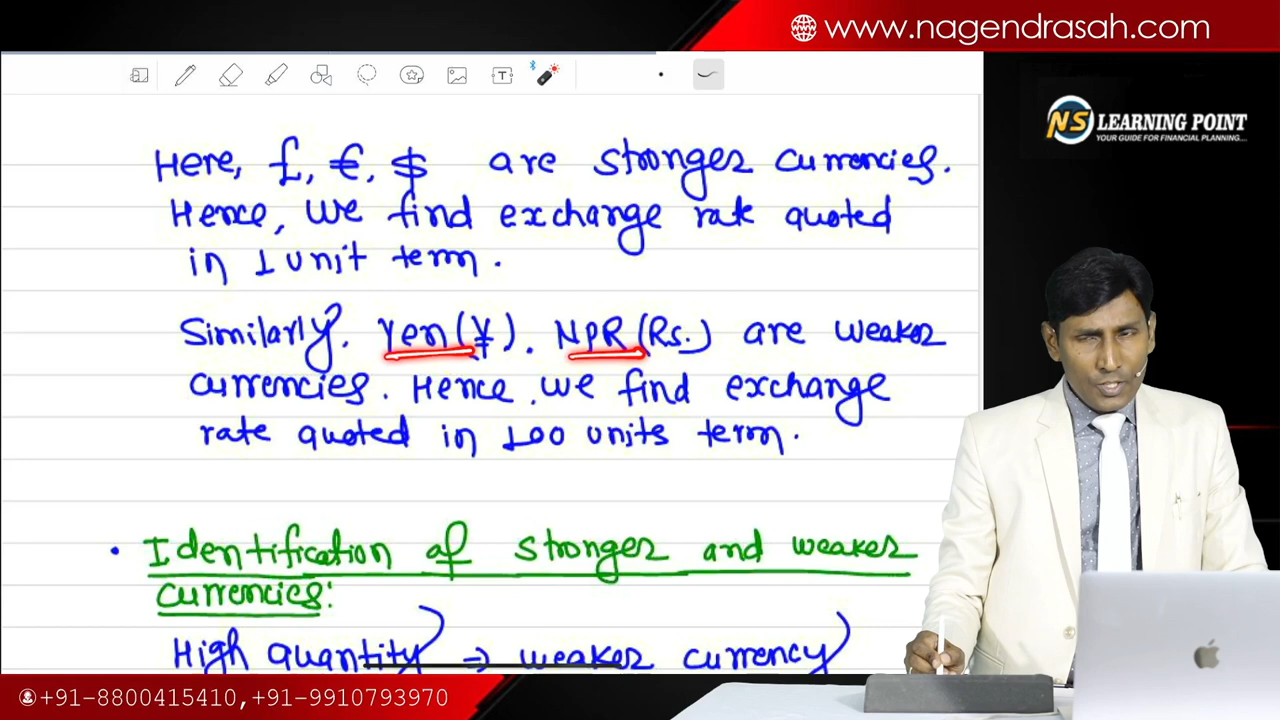 www.nagendrasah.com
NS LEARNING POINT
YOUR GUIDE FOR FINANCIAL PLANNING....
Here, £, €, $ are stronger currencies.
Hence, we find exchange rate quoted
in 1 unit term.
Similarly, Yen(¥), NPR(Rs.) are weaker
currencies. Hence, we find exchange
rate quoted in 100 units term.
• Identification of stronger and weaker
currencies:
High quantity → weaker currency
+91-8800415410,+91-9910793970